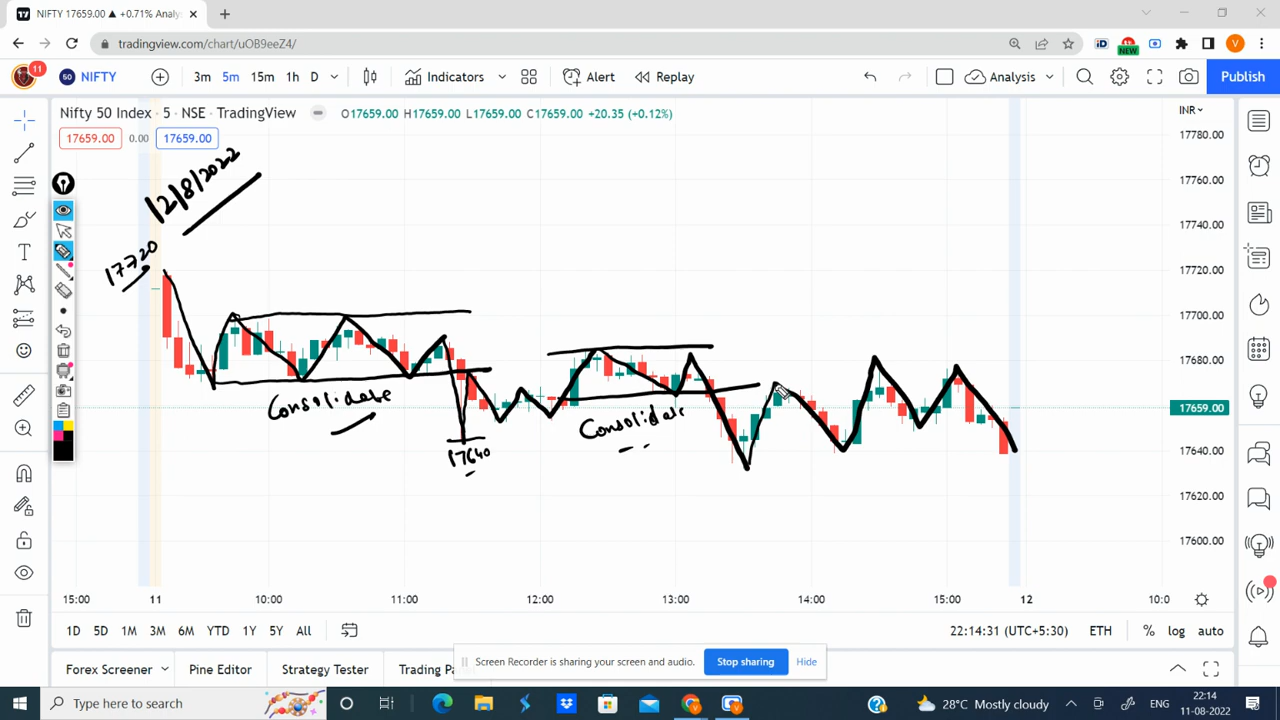 NIFTY 17659.00 ▲ +0.71% Analy
tradingview.com/chart/uOB9eeZ4/
NEW
V
11
50 NIFTY
3m 5m 15m 1h D
Indicators
Alert
Replay
Analysis
Publish
Nifty 50 Index · 5 · NSE · TradingView
O17659.00 H17659.00 L17659.00 C17659.00 +20.35 (+0.12%)
INR
17659.00 0.00 17659.00
12/8/2022
17720
Consolidate
17640
Consolidate
17780.00
17760.00
17740.00
17720.00
17700.00
17680.00
17659.00
17640.00
17620.00
17600.00
15:00 11 10:00 11:00 12:00 13:00 14:00 15:00 12 10:0
1D 5D 1M 3M 6M YTD 1Y 5Y All
22:14:31 (UTC+5:30) ETH % log auto
Screen Recorder is sharing your screen and audio. Stop sharing Hide
Forex Screener Pine Editor Strategy Tester Trading Pa
Type here to search
28°C Mostly cloudy
ENG
22:14
11-08-2022